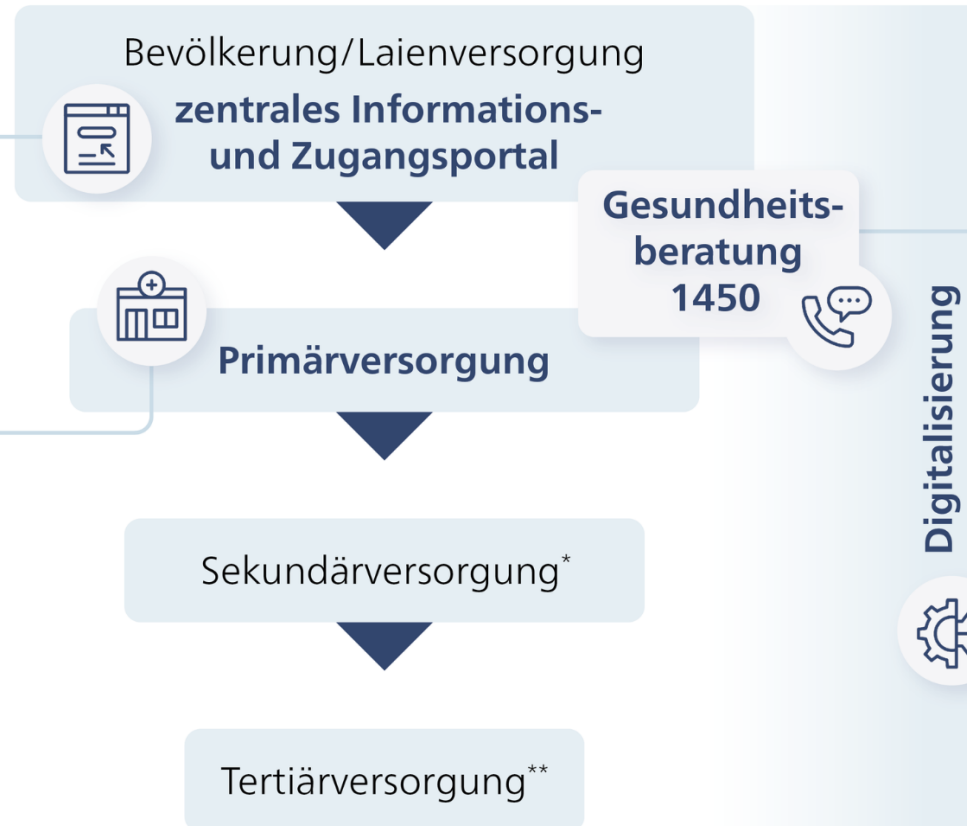 Bevölkerung/Laienversorgung
zentrales Informations-
und Zugangsportal
Gesundheits-
beratung
1450
Primärversorgung
Sekundärversorgung*
Tertiärversorgung**
Digitalisierung